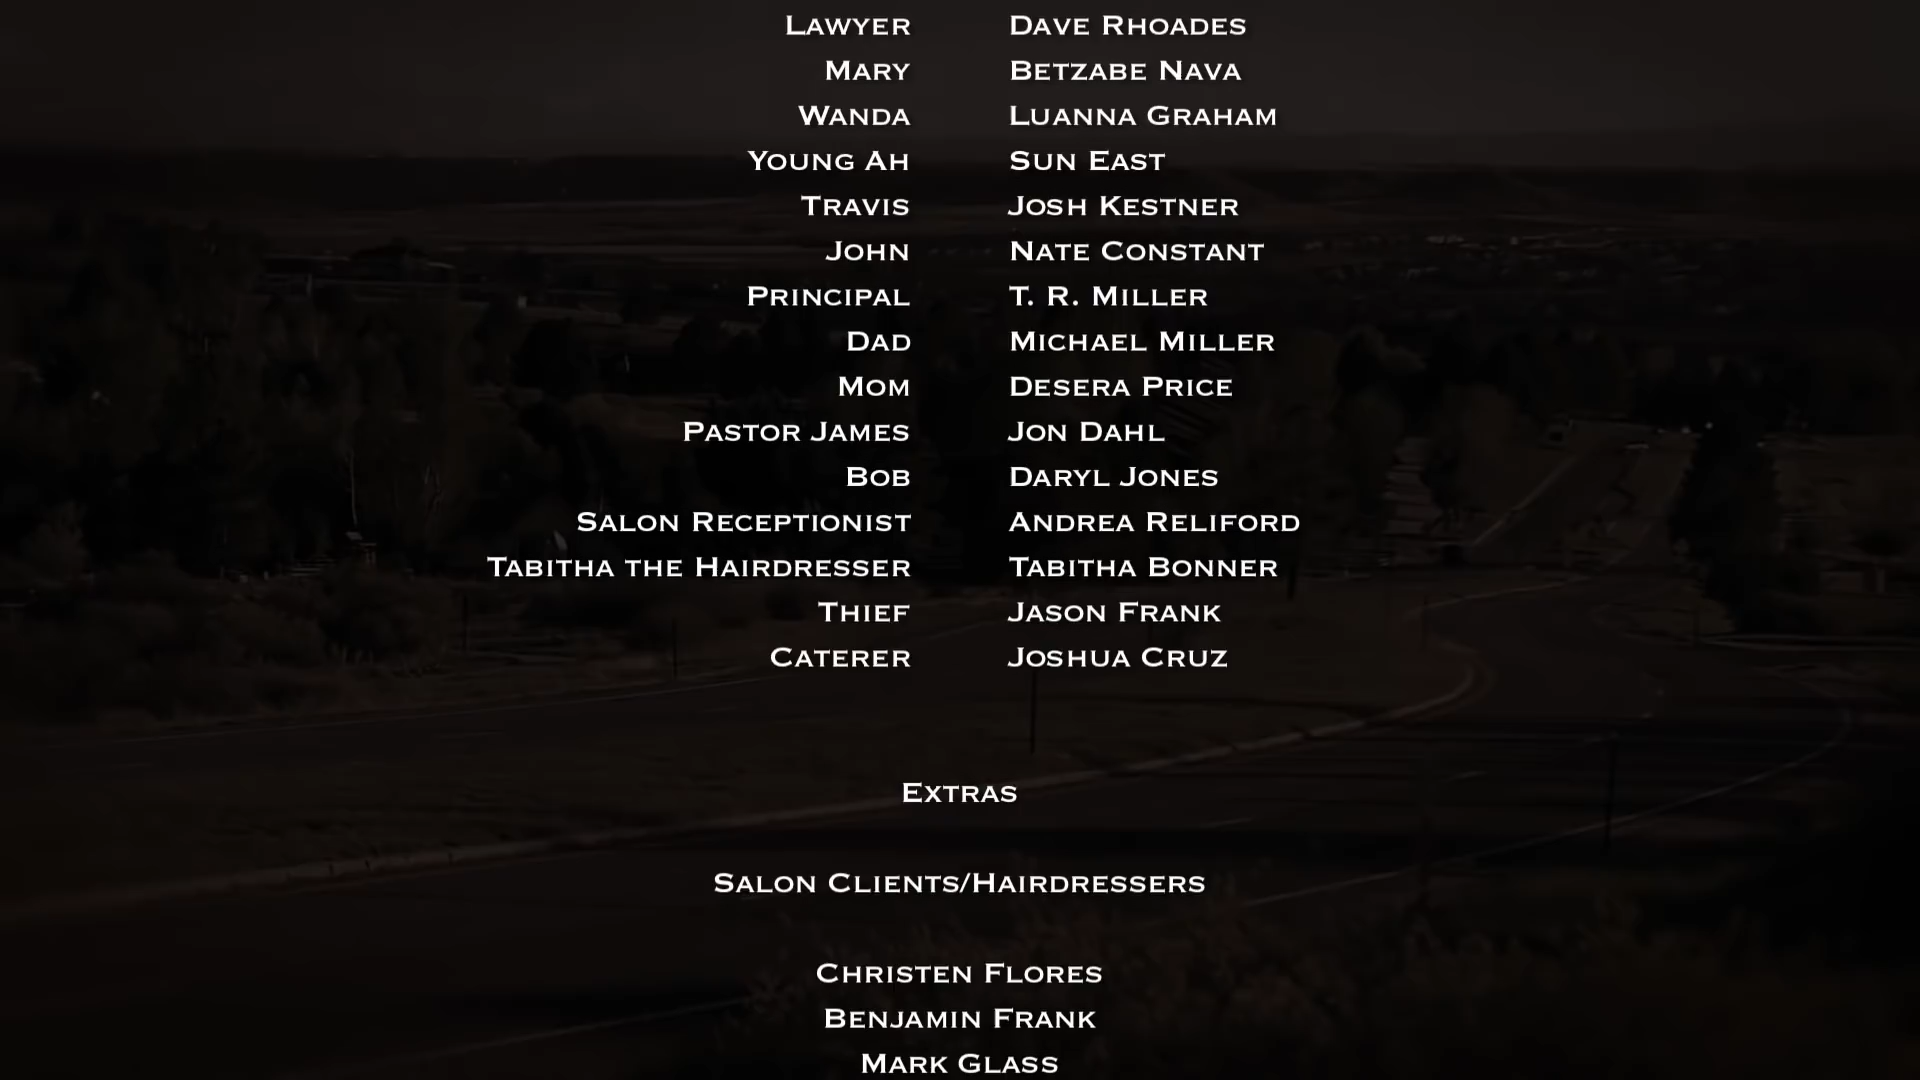 Lawyer Dave Rhoades
Mary Betzabe Nava
Wanda Luanna Graham
Young Ah Sun East
Travis Josh Kestner
John Nate Constant
Principal T. R. Miller
Dad Michael Miller
Mom Desera Price
Pastor James Jon Dahl
Bob Daryl Jones
Salon Receptionist Andrea Reliford
Tabitha the Hairdresser Tabitha Bonner
Thief Jason Frank
Caterer Joshua Cruz
Extras
Salon Clients/Hairdressers
Christen Flores
Benjamin Frank
Mark Glass